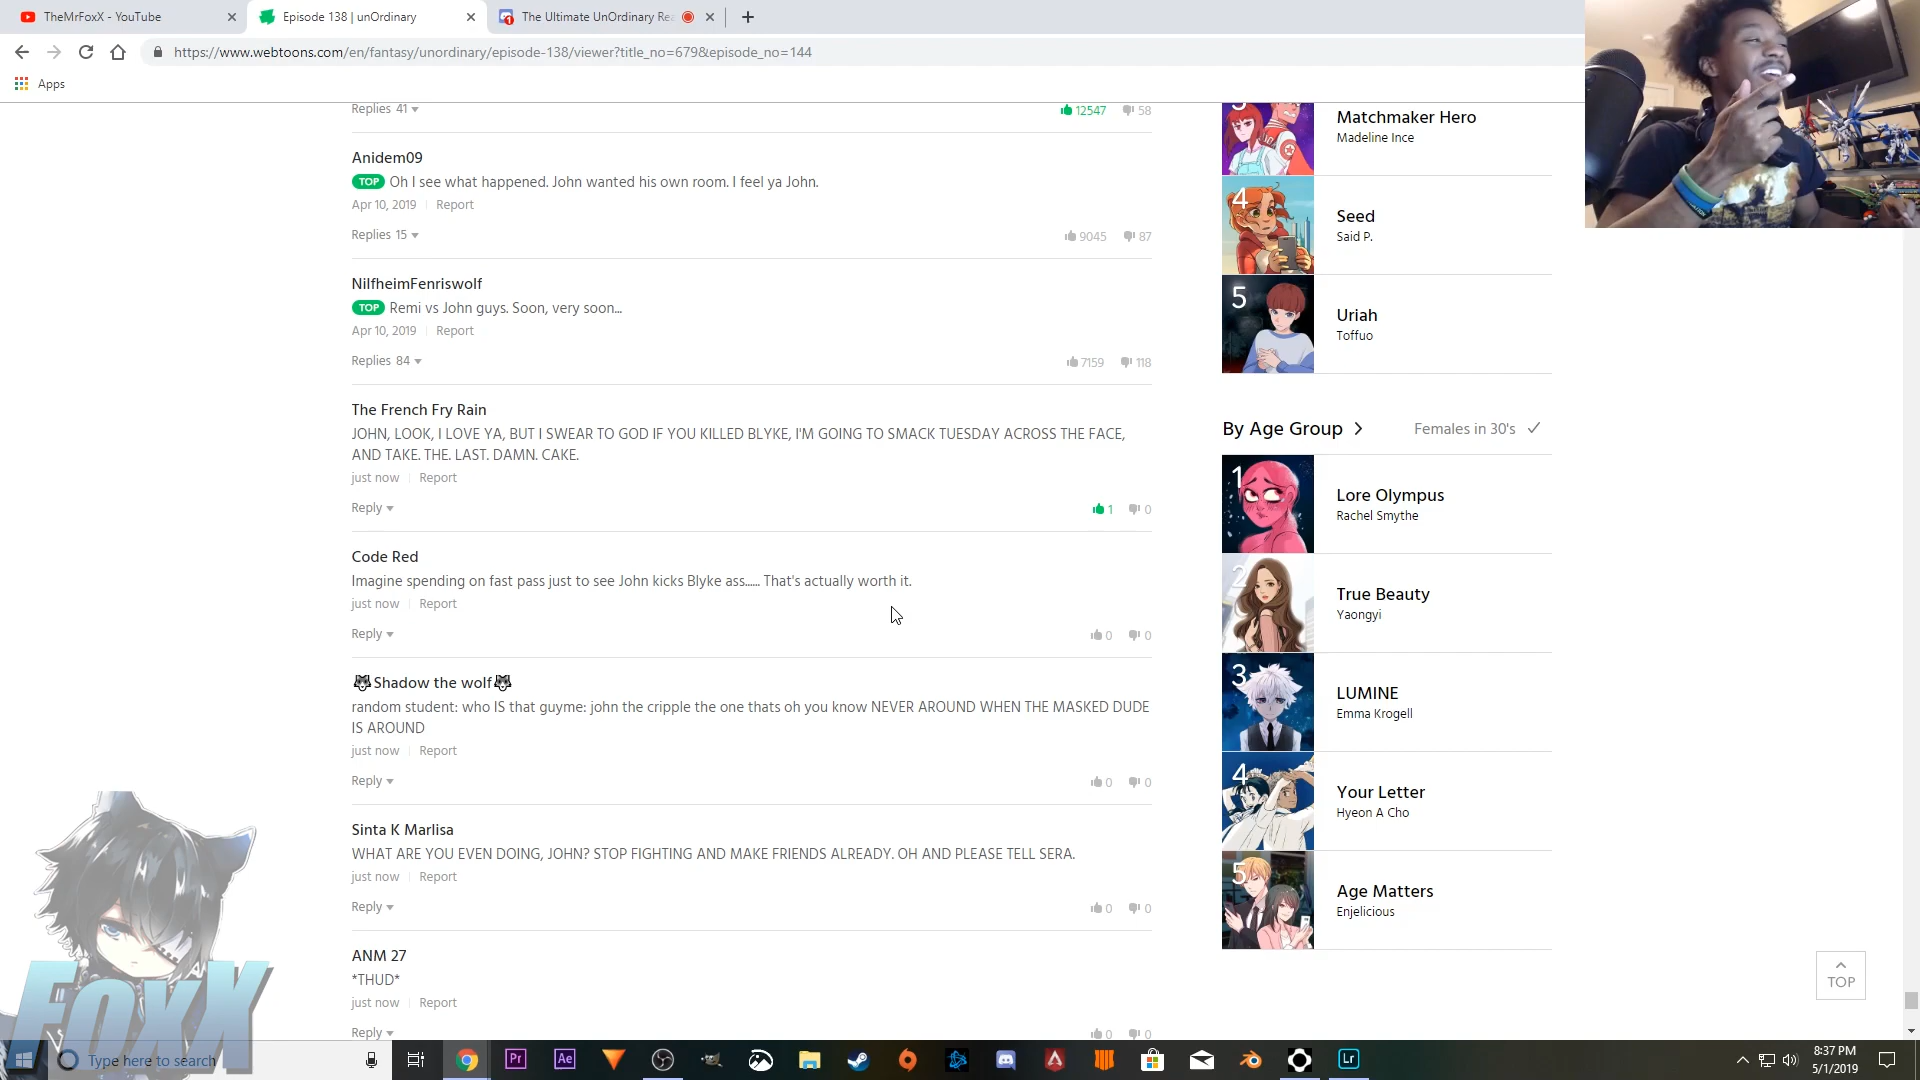 TheMrFoxX - YouTube
Episode 138 | unOrdinary
The Ultimate UnOrdinary Rea
https://www.webtoons.com/en/fantasy/unordinary/episode-138/viewer?title_no=679&episode_no=144
Apps
Replies 41
12547 58
Anidem09
TOP Oh I see what happened. John wanted his own room. I feel ya John.
Apr 10, 2019 Report
Replies 15
9045 87
NilfheimFenriswolf
TOP Remi vs John guys. Soon, very soon...
Apr 10, 2019 Report
Replies 84
7159 118
The French Fry Rain
JOHN, LOOK, I LOVE YA, BUT I SWEAR TO GOD IF YOU KILLED BLYKE, I'M GOING TO SMACK TUESDAY ACROSS THE FACE,
AND TAKE. THE. LAST. DAMN. CAKE.
just now Report
Reply
1 0
Code Red
Imagine spending on fast pass just to see John kicks Blyke ass...... That's actually worth it.
just now Report
Reply
0 0
🐺Shadow the wolf🐺
random student: who IS that guyme: john the cripple the one thats oh you know NEVER AROUND WHEN THE MASKED DUDE
IS AROUND
just now Report
Reply
0 0
Sinta K Marlisa
WHAT ARE YOU EVEN DOING, JOHN? STOP FIGHTING AND MAKE FRIENDS ALREADY. OH AND PLEASE TELL SERA.
just now Report
Reply
0 0
ANM 27
*THUD*
just now Report
Reply
0 0
3
Matchmaker Hero
Madeline Ince
4
Seed
Said P.
5
Uriah
Toffuo
By Age Group Females in 30's
1
Lore Olympus
Rachel Smythe
2
True Beauty
Yaongyi
3
LUMINE
Emma Krogell
4
Your Letter
Hyeon A Cho
5
Age Matters
Enjelicious
TOP
FoxX
Type here to search
Pr
Ae
Lr
8:37 PM
5/1/2019